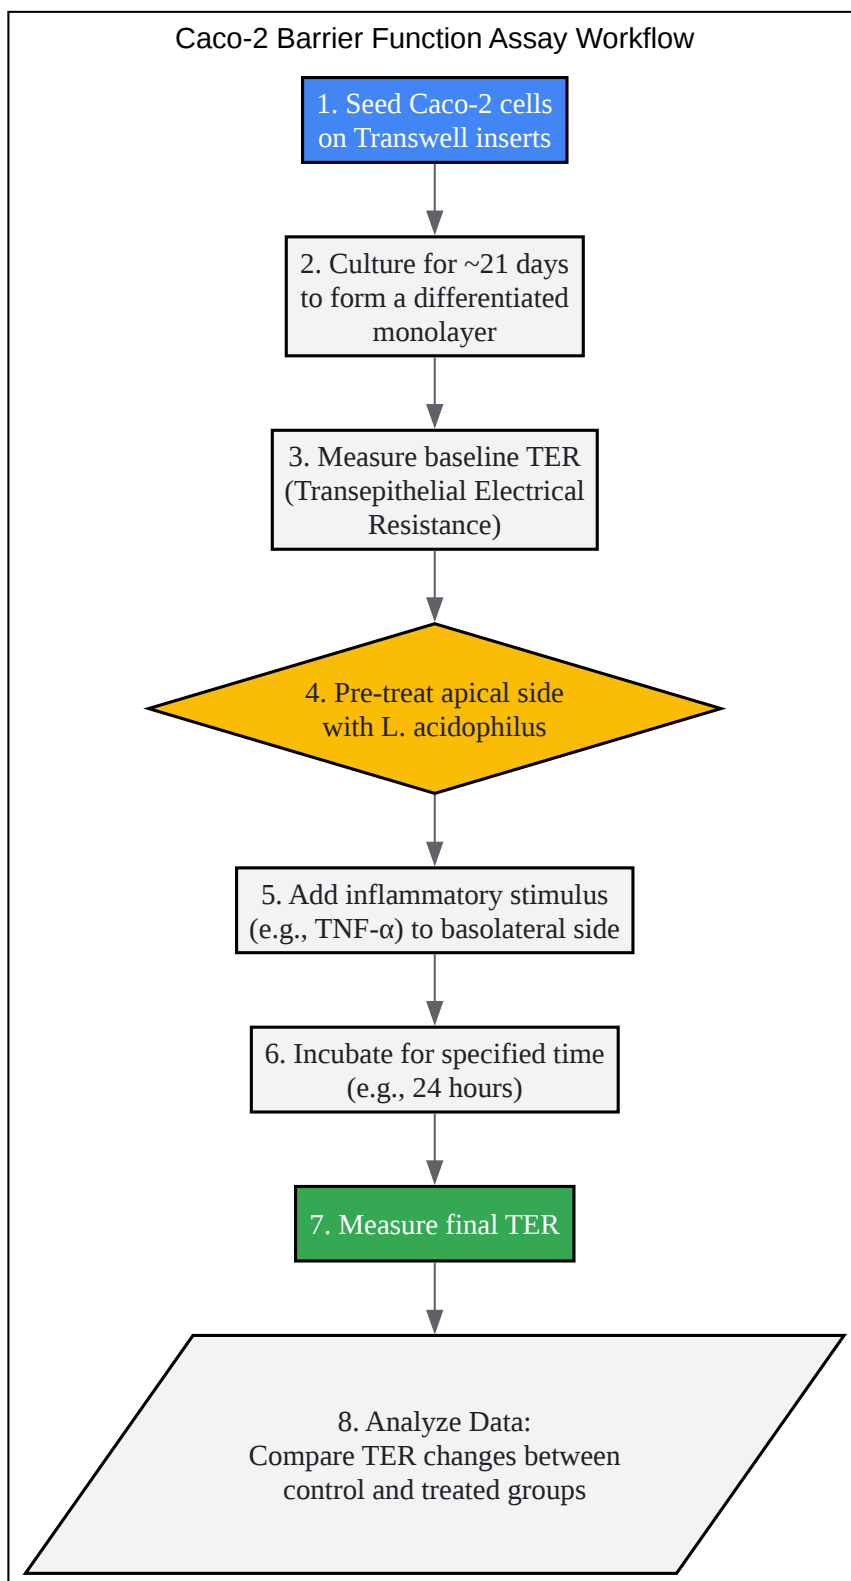 Caco-2 Barrier Function Assay Workflow
1. Seed Caco-2 cells
on Transwell inserts
2. Culture for ~21 days
to form a differentiated
monolayer
3. Measure baseline TER
(Transepithelial Electrical
Resistance)
4. Pre-treat apical side
with L. acidophilus
5. Add inflammatory stimulus
(e.g., TNF-α) to basolateral side
6. Incubate for specified time
(e.g., 24 hours)
7. Measure final TER
8. Analyze Data:
Compare TER changes between
control and treated groups